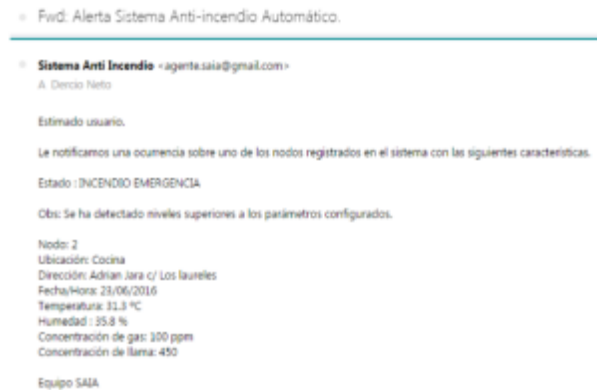 Fwd: Alerta Sistema Anti-incendio Automático.
Sistema Anti Incendio <agente.saia@gmail.com>
A Dercio Neto
Estimado usuario.
Le notificamos una ocurrencia sobre uno de los nodos registrados en el sistema con las siguientes características.
Estado : INCENDIO EMERGENCIA
Obs: Se ha detectado niveles superiores a los parámetros configurados.
Nodo: 2
Ubicación: Cocina
Dirección: Adrian Jara c/ Los laureles
Fecha/Hora: 23/06/2016
Temperatura: 31.3 ºC
Humedad : 35.8 %
Concentración de gas: 100 ppm
Concentración de llama: 450
Equipo SAIA